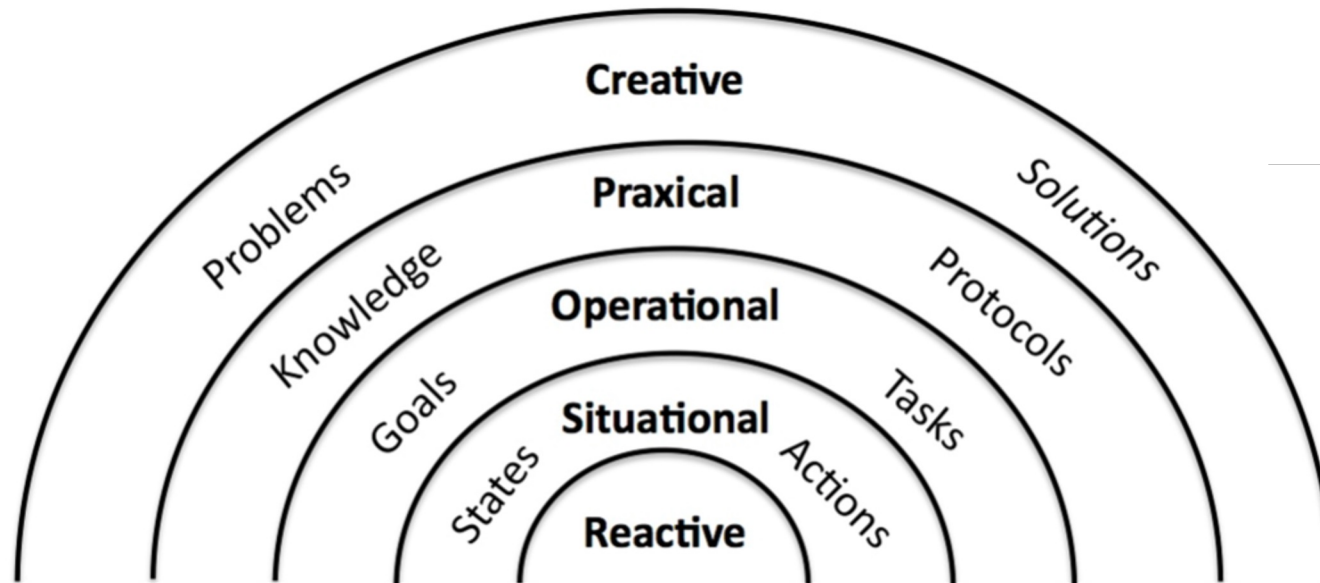 Creative
Problems
Solutions
Praxical
Knowledge
Protocols
Operational
Goals
Tasks
Situational
States
Actions
Reactive